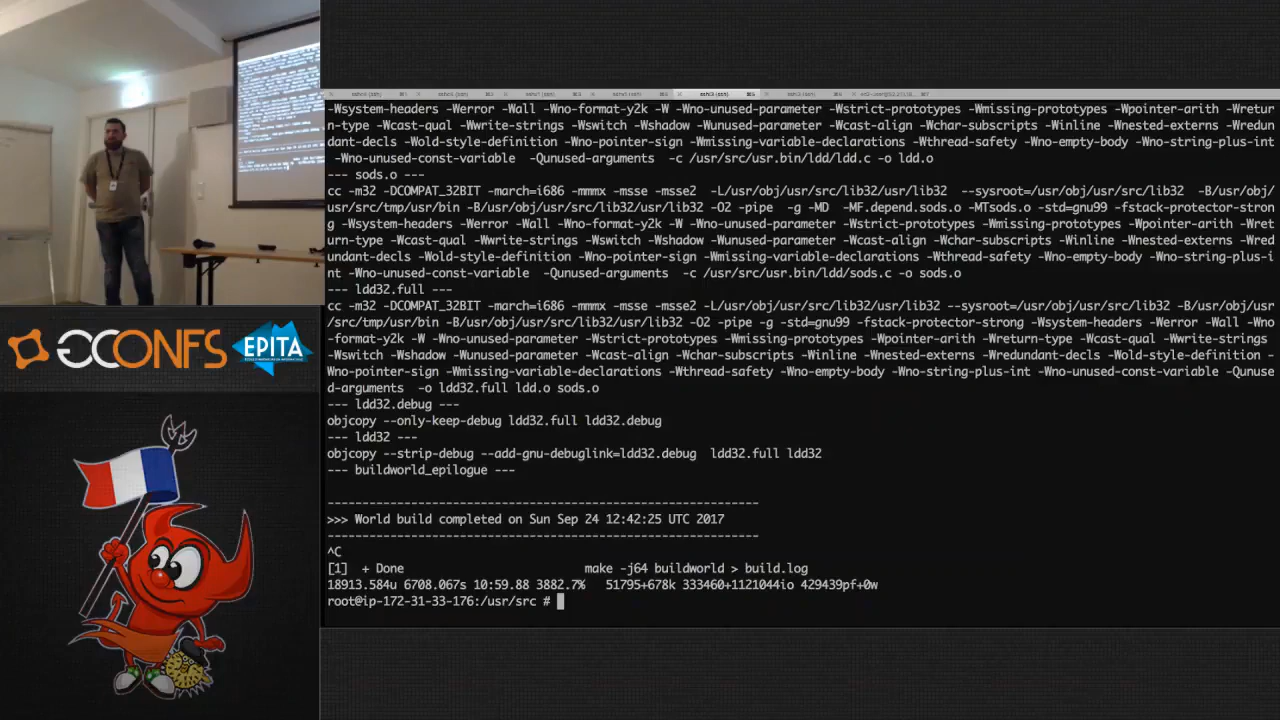 -Wsystem-headers -Werror -Wall -Wno-format-y2k -W -Wno-unused-parameter -Wstrict-prototypes -Wmissing-prototypes -Wpointer-arith -Wretur
n-type -Wcast-qual -Wwrite-strings -Wswitch -Wshadow -Wunused-parameter -Wcast-align -Wchar-subscripts -Winline -Wnested-externs -Wredun
dant-decls -Wold-style-definition -Wno-pointer-sign -Wmissing-variable-declarations -Wthread-safety -Wno-empty-body -Wno-string-plus-int
-Wno-unused-const-variable -Qunused-arguments -c /usr/src/usr.bin/ldd/ldd.c -o ldd.o
--- sods.o ---
cc -m32 -DCOMPAT_32BIT -march=i686 -mmmx -msse -msse2 -L/usr/obj/usr/src/lib32/usr/lib32 --sysroot=/usr/obj/usr/src/lib32 -B/usr/obj/
usr/src/tmp/usr/bin -B/usr/obj/usr/src/lib32/usr/lib32 -O2 -pipe -g -MD -MF.depend.sods.o -MTsods.o -std=gnu99 -fstack-protector-stron
g -Wsystem-headers -Werror -Wall -Wno-format-y2k -W -Wno-unused-parameter -Wstrict-prototypes -Wmissing-prototypes -Wpointer-arith -Wret
urn-type -Wcast-qual -Wwrite-strings -Wswitch -Wshadow -Wunused-parameter -Wcast-align -Wchar-subscripts -Winline -Wnested-externs -Wre
dundant-decls -Wold-style-definition -Wno-pointer-sign -Wmissing-variable-declarations -Wthread-safety -Wno-empty-body -Wno-string-plus-i
nt -Wno-unused-const-variable -Qunused-arguments -c /usr/src/usr.bin/ldd/sods.c -o sods.o
--- ldd32.full ---
cc -m32 -DCOMPAT_32BIT -march=i686 -mmmx -msse -msse2 -L/usr/obj/usr/src/lib32/usr/lib32 --sysroot=/usr/obj/usr/src/lib32 -B/usr/obj/usr
/src/tmp/usr/bin -B/usr/obj/usr/src/lib32/usr/lib32 -O2 -pipe -g -std=gnu99 -fstack-protector-strong -Wsystem-headers -Werror -Wall -Wno
-format-y2k -W -Wno-unused-parameter -Wstrict-prototypes -Wmissing-prototypes -Wpointer-arith -Wreturn-type -Wcast-qual -Wwrite-strings
-Wswitch -Wshadow -Wunused-parameter -Wcast-align -Wchar-subscripts -Winline -Wnested-externs -Wredundant-decls -Wold-style-definition -
Wno-pointer-sign -Wmissing-variable-declarations -Wthread-safety -Wno-empty-body -Wno-string-plus-int -Wno-unused-const-variable -Qunuse
d-arguments -o ldd32.full ldd.o sods.o
--- ldd32.debug ---
objcopy --only-keep-debug ldd32.full ldd32.debug
--- ldd32 ---
objcopy --strip-debug --add-gnu-debuglink=ldd32.debug ldd32.full ldd32
--- buildworld_epilogue ---
--------------------------------------------------------------
>>> World build completed on Sun Sep 24 12:42:25 UTC 2017
--------------------------------------------------------------
^C
[1] + Done make -j64 buildworld > build.log
18913.584u 6708.067s 10:59.88 3882.7% 51795+678k 333460+1121044io 429439pf+0w
root@ip-172-31-33-176:/usr/src #
GCONFS
EPITA